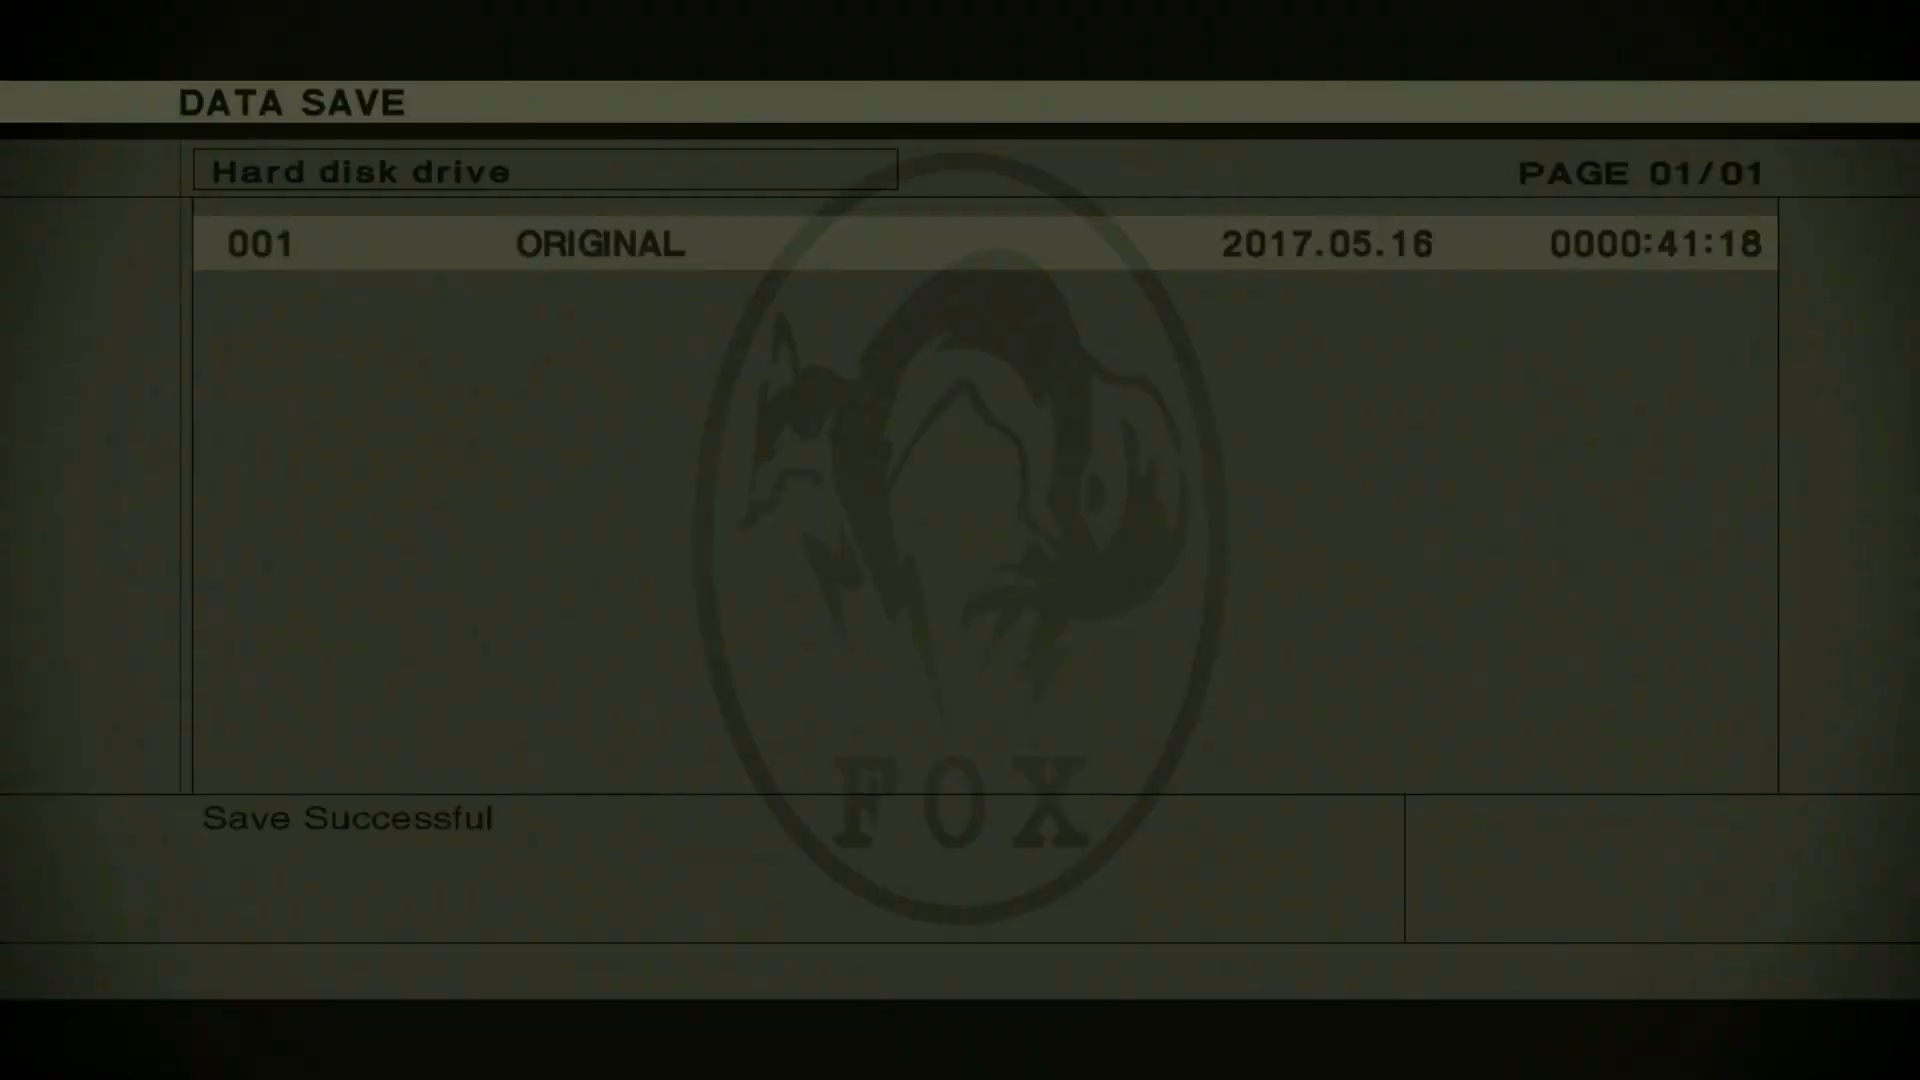 DATA SAVE
Hard disk drive PAGE 01/01
001 ORIGINAL 2017.05.16 0000:41:18
FOX
Save Successful